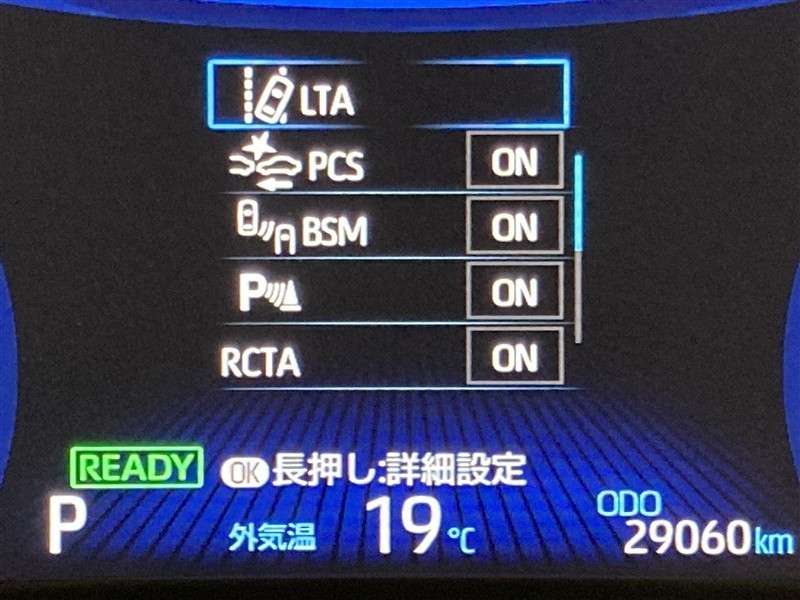 LTA
PCS ON
BSM ON
P ON
RCTA ON
READY OK 長押し:詳細設定
P 外気温 19℃ ODO 29060km